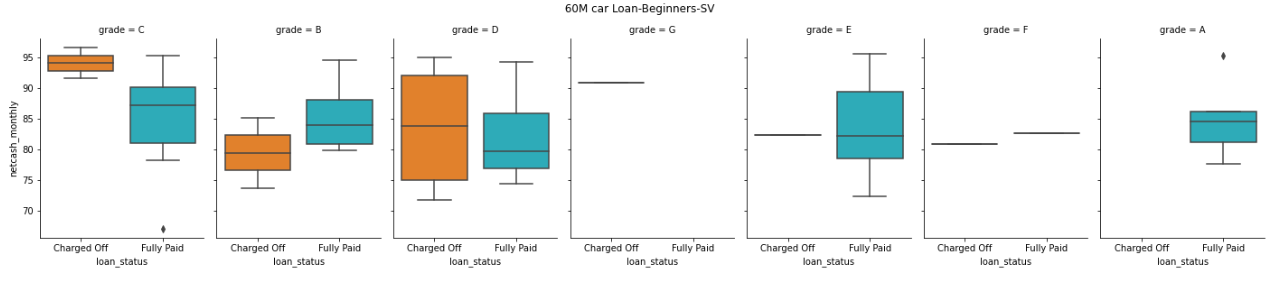 60M car Loan-Beginners-SV
grade = C
grade = B
grade = D
grade = G
grade = E
grade = F
grade = A
netcash_monthly
95
90
85
80
75
70
Charged Off Fully Paid
Charged Off Fully Paid
Charged Off Fully Paid
Charged Off Fully Paid
Charged Off Fully Paid
Charged Off Fully Paid
Charged Off Fully Paid
loan_status
loan_status
loan_status
loan_status
loan_status
loan_status
loan_status